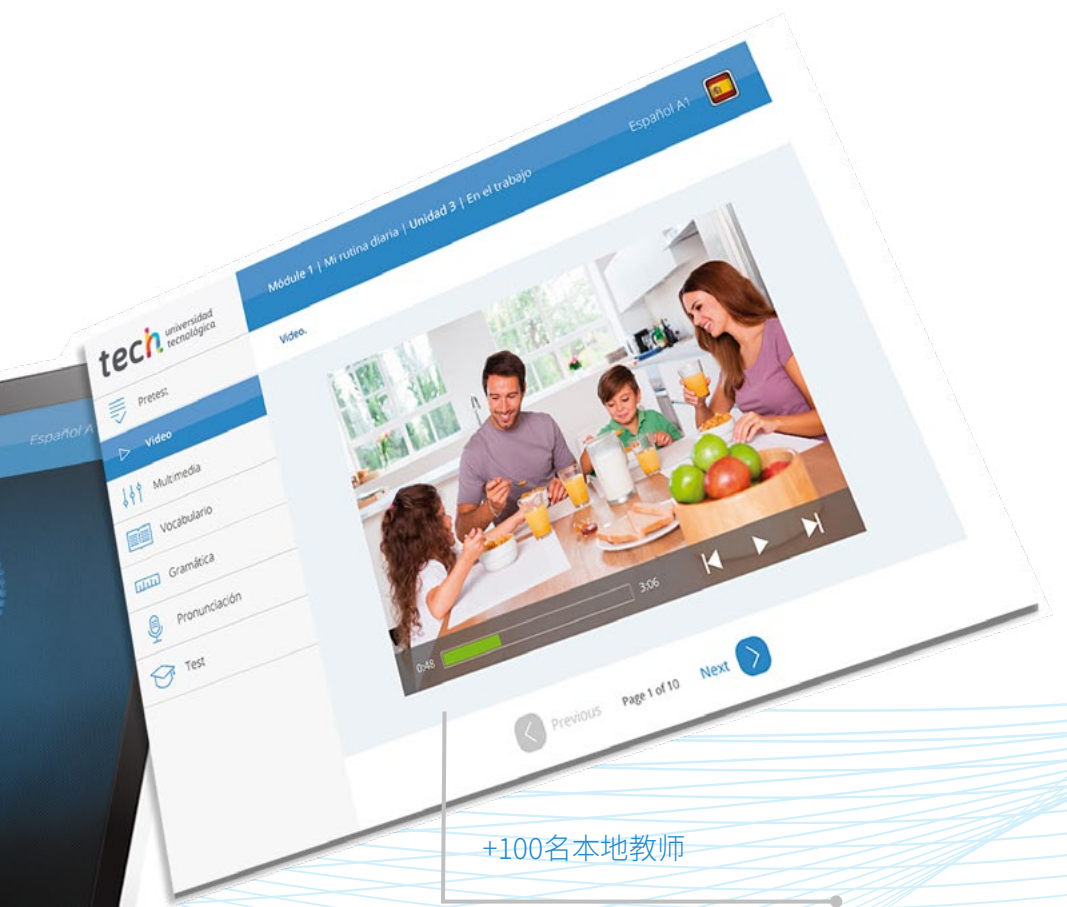 Español A1
Módule 1 | Mi rutina diaria | Unidad 3 | En el trabajo
tech universidad
tecnológica
Video.
Pretest
Video
Multimedia
Vocabulario
Gramática
Pronunciación
Test
0:48
3:06
Previous
Page 1 of 10
Next
Español A
+100名本地教师